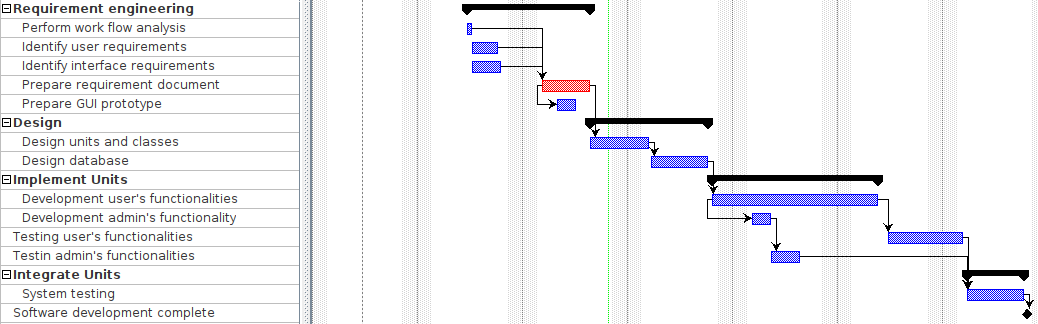 Requirement engineering
Perform work flow analysis
Identify user requirements
Identify interface requirements
Prepare requirement document
Prepare GUI prototype
Design
Design units and classes
Design database
Implement Units
Development user's functionalities
Development admin's functionality
Testing user's functionalities
Testin admin's functionalities
Integrate Units
System testing
Software development complete